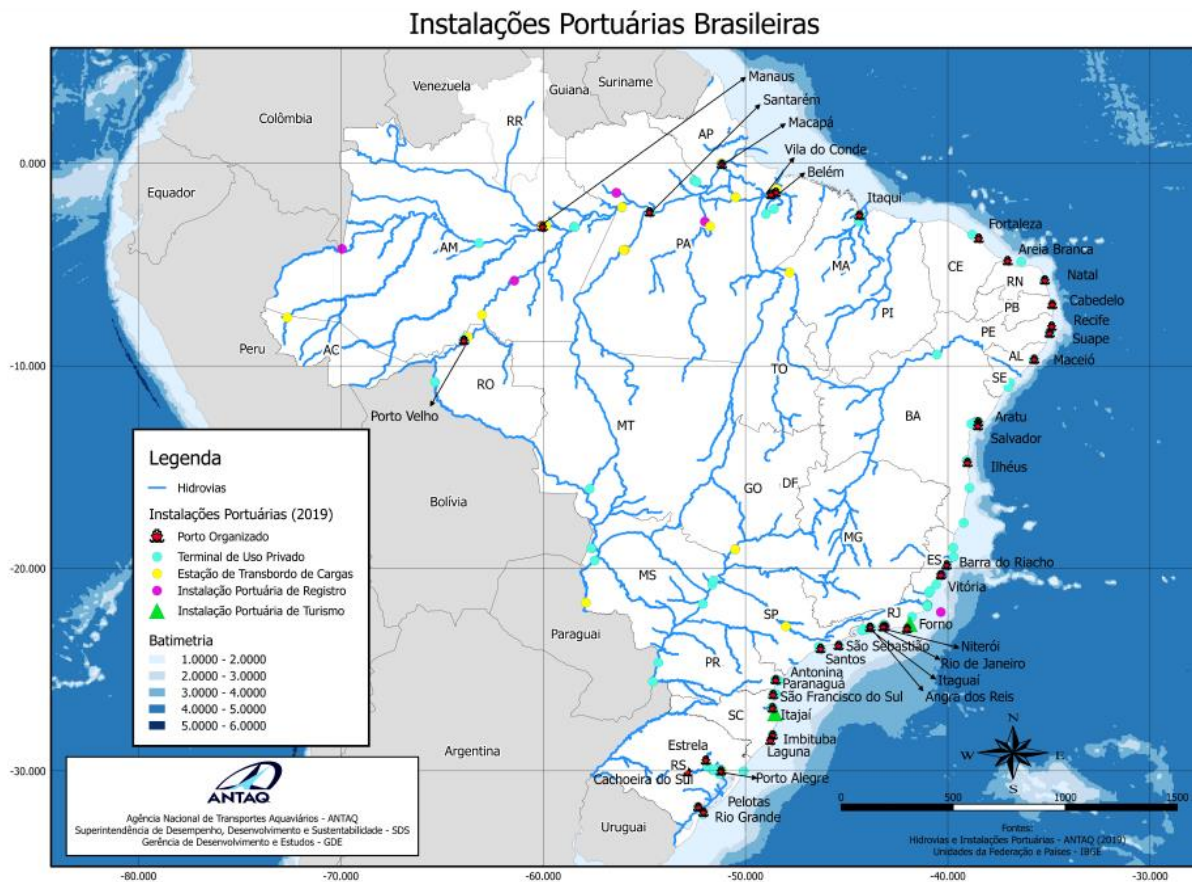 Instalações Portuárias Brasileiras
Venezuela
Guiana
Suriname
Colômbia
Equador
Peru
Bolívia
Paraguai
Argentina
Uruguai
RR
AP
AM
PA
MA
CE
RN
PB
PE
PI
AL
SE
AC
RO
TO
BA
MT
GO
DF
MG
ES
MS
SP
RJ
PR
SC
RS
Manaus
Santarém
Macapá
Vila do Conde
Belém
Itaqui
Fortaleza
Areia Branca
Natal
Cabedelo
Recife
Suape
Maceió
Aratu
Salvador
Ilhéus
Porto Velho
Barra do Riacho
Vitória
Forno
Niterói
Rio de Janeiro
Itaguaí
Angra dos Reis
São Sebastião
Santos
Antonina
Paranaguá
São Francisco do Sul
Itajaí
Imbituba
Laguna
Estrela
Cachoeira do Sul
Porto Alegre
Pelotas
Rio Grande
0.000
-10.000
-20.000
-30.000
Legenda
Hidrovias
Instalações Portuárias (2019)
Porto Organizado
Terminal de Uso Privado
Estação de Transbordo de Cargas
Instalação Portuária de Registro
Instalação Portuária de Turismo
Batimetria
1.0000 - 2.0000
2.0000 - 3.0000
3.0000 - 4.0000
4.0000 - 5.0000
5.0000 - 6.0000
ANTAQ
Agência Nacional de Transportes Aquaviários - ANTAQ
Superintendência de Desempenho, Desenvolvimento e Sustentabilidade - SDS
Gerência de Desenvolvimento e Estudos - GDE
N
W
E
S
0
500
1000
1500
Fontes:
Hidrovias e Instalações Portuárias - ANTAQ (2019)
Unidades da Federação e Países - IBGE
-80.000
-70.000
-60.000
-50.000
-40.000
-30.000